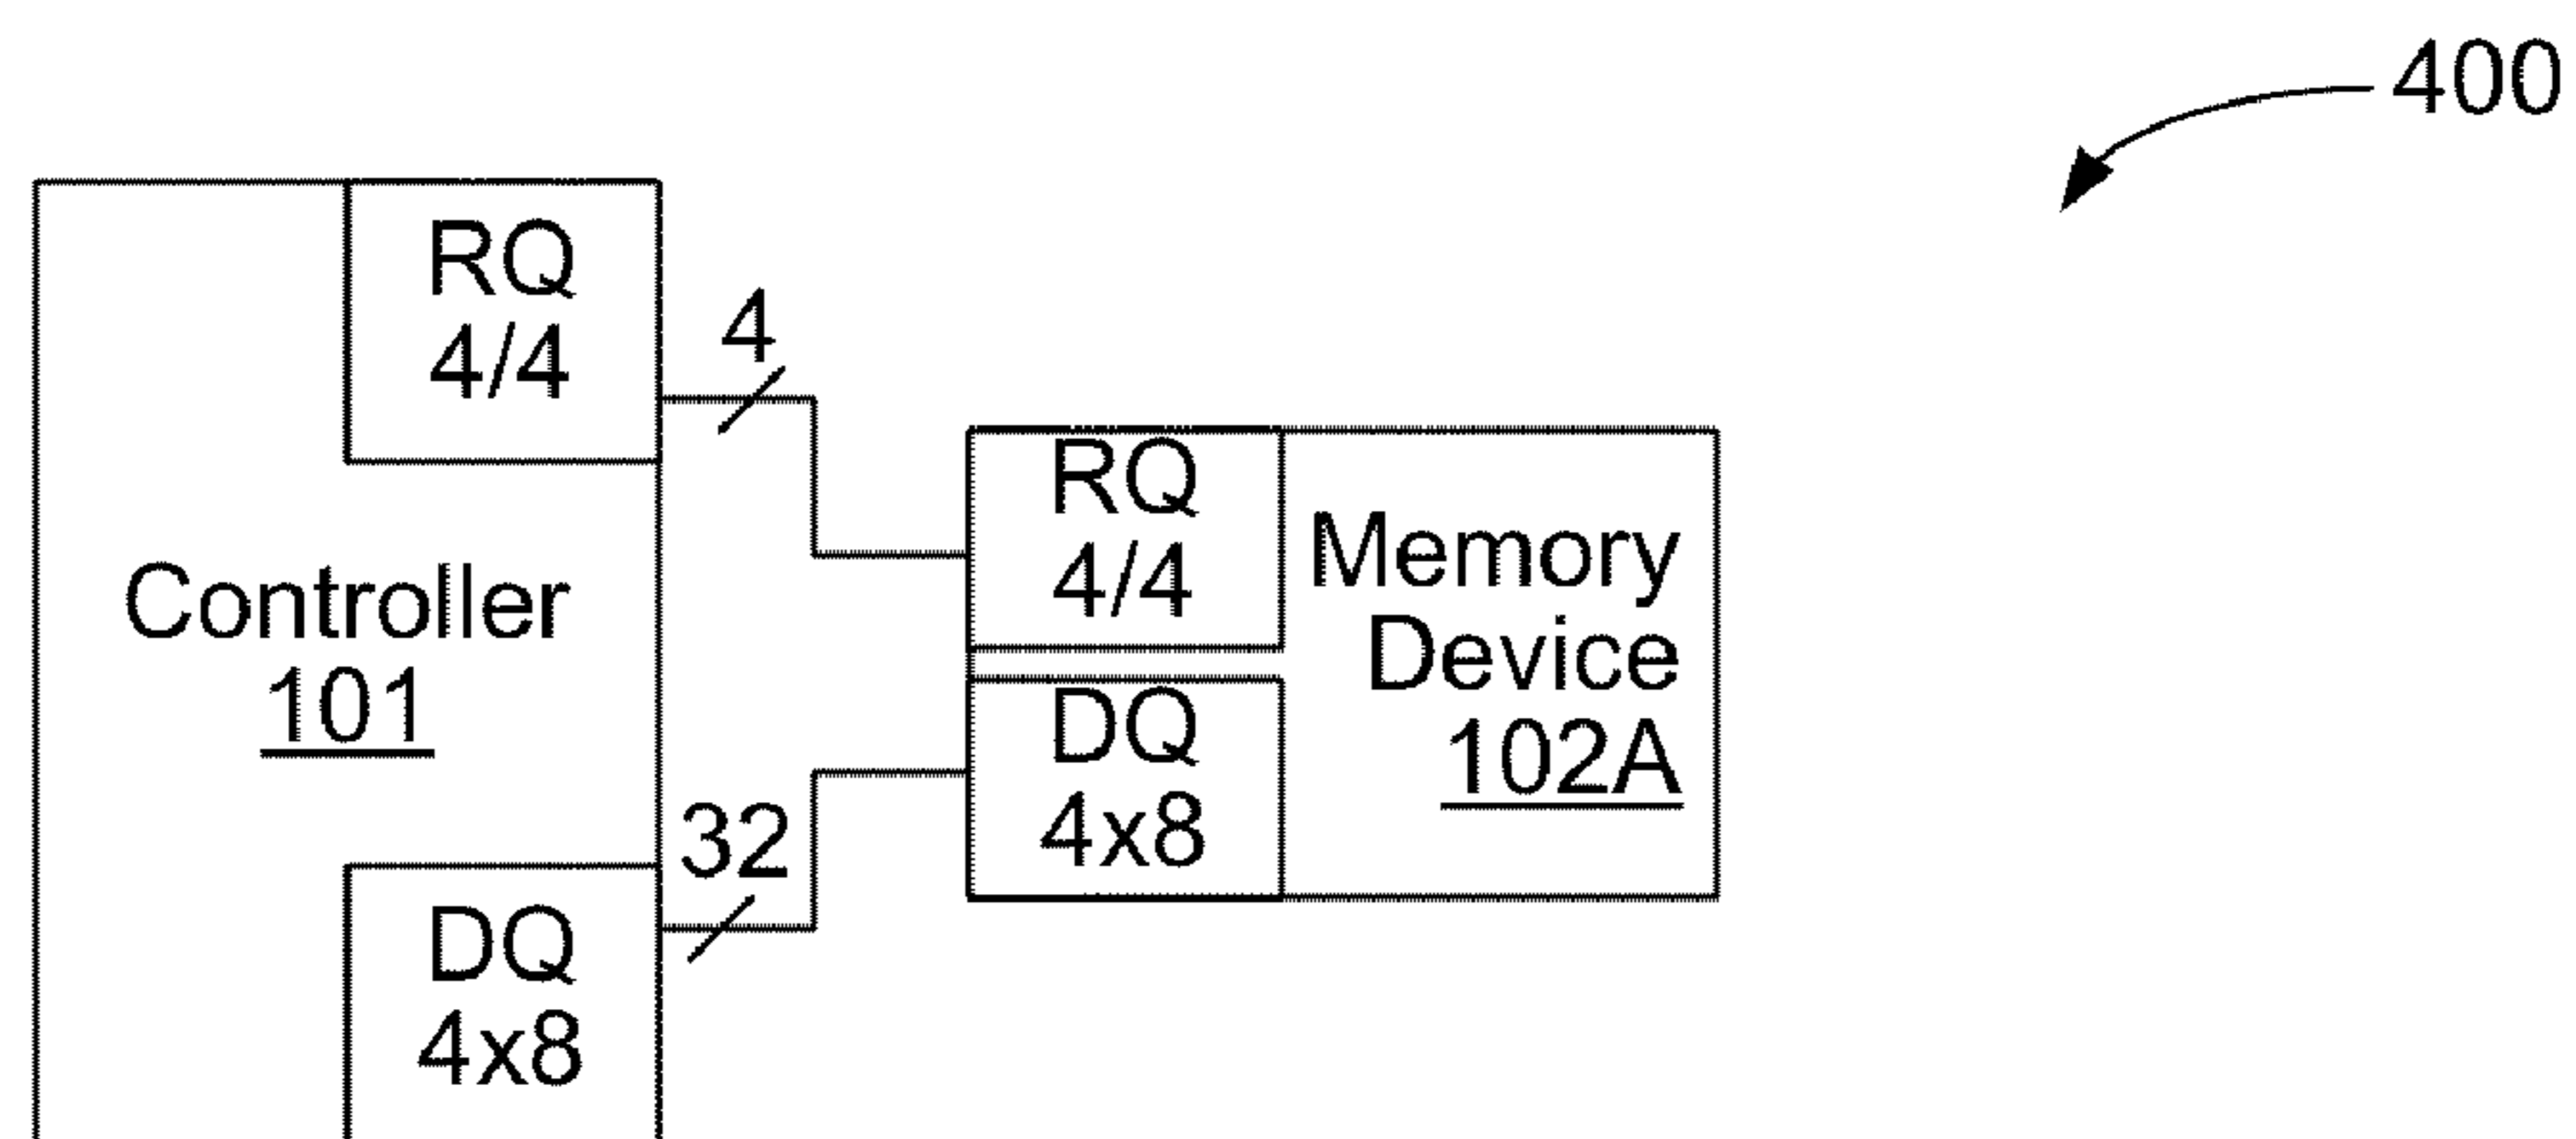 400
RQ
4/4
4
Controller
101
RQ
4/4
Memory
Device
102A
DQ
4x8
32
DQ
4x8